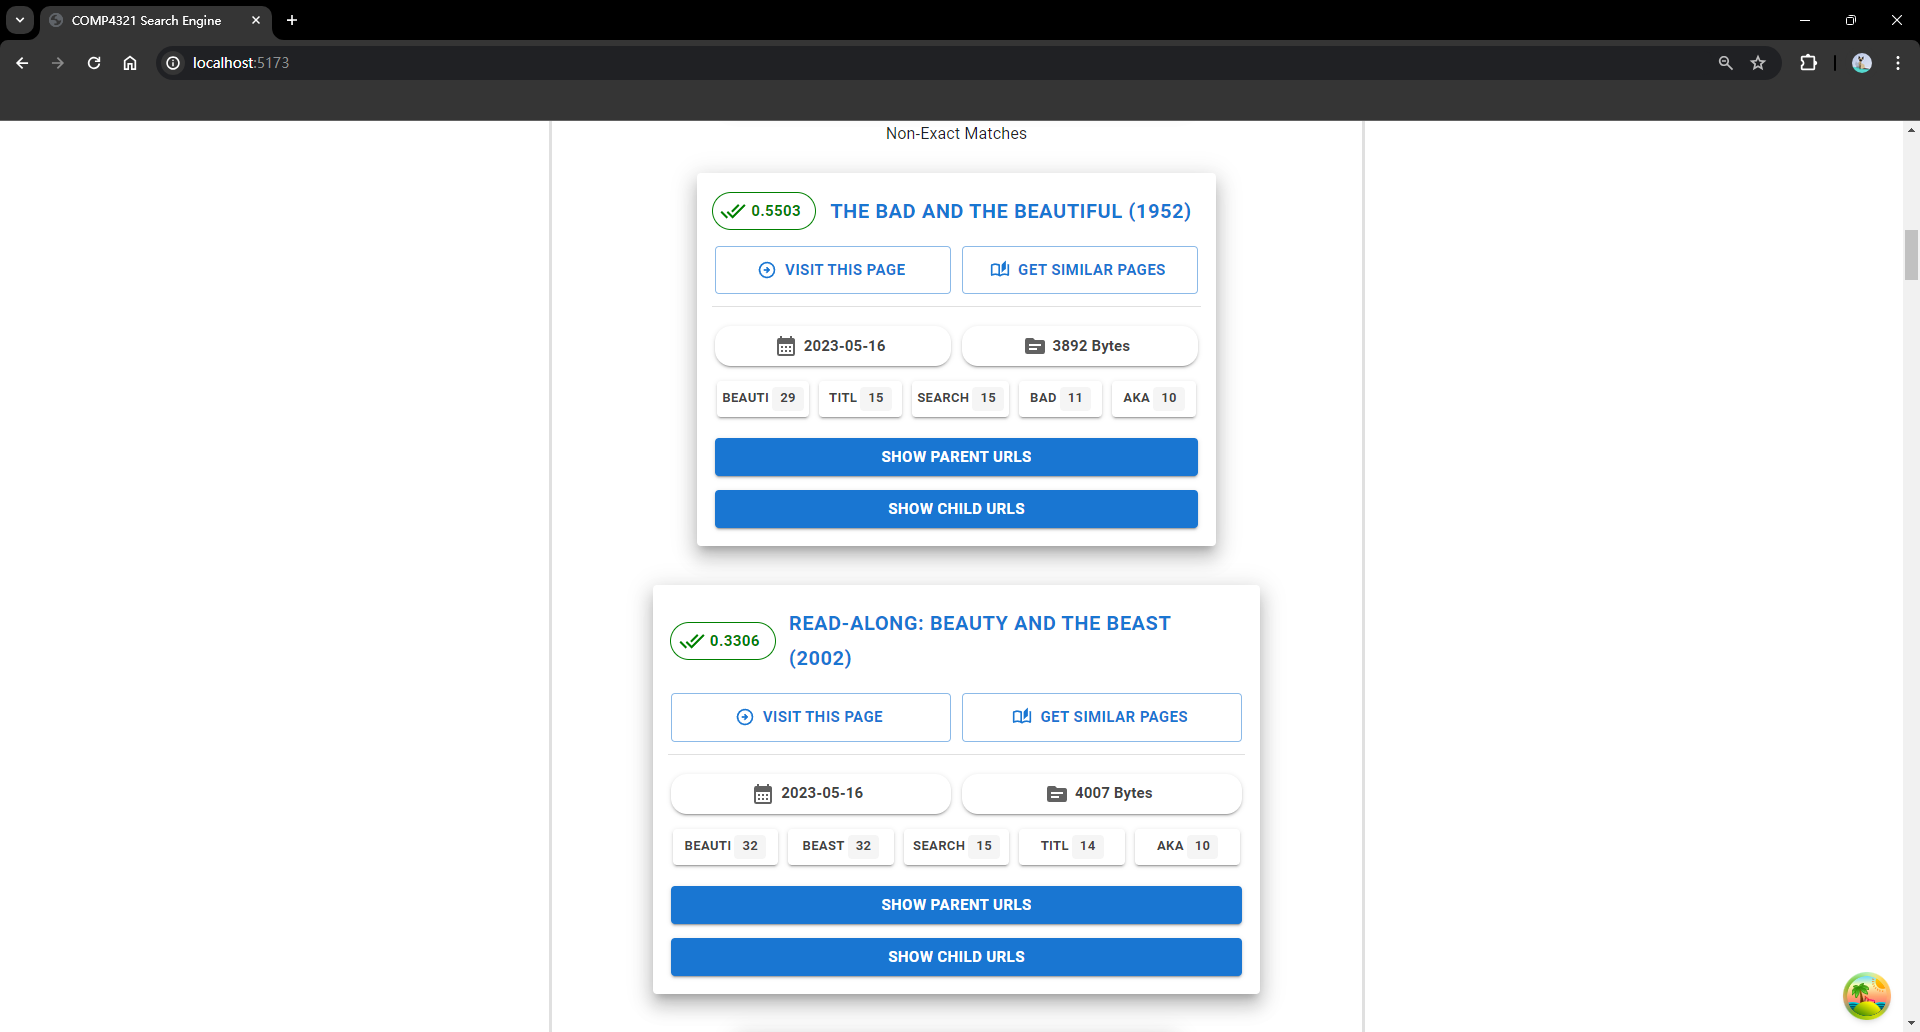 COMP4321 Search Engine
localhost:5173
Non-Exact Matches
0.5503 THE BAD AND THE BEAUTIFUL (1952)
VISIT THIS PAGE GET SIMILAR PAGES
2023-05-16 3892 Bytes
BEAUTI 29 TITL 15 SEARCH 15 BAD 11 AKA 10
SHOW PARENT URLS
SHOW CHILD URLS
0.3306 READ-ALONG: BEAUTY AND THE BEAST
(2002)
VISIT THIS PAGE GET SIMILAR PAGES
2023-05-16 4007 Bytes
BEAUTI 32 BEAST 32 SEARCH 15 TITL 14 AKA 10
SHOW PARENT URLS
SHOW CHILD URLS